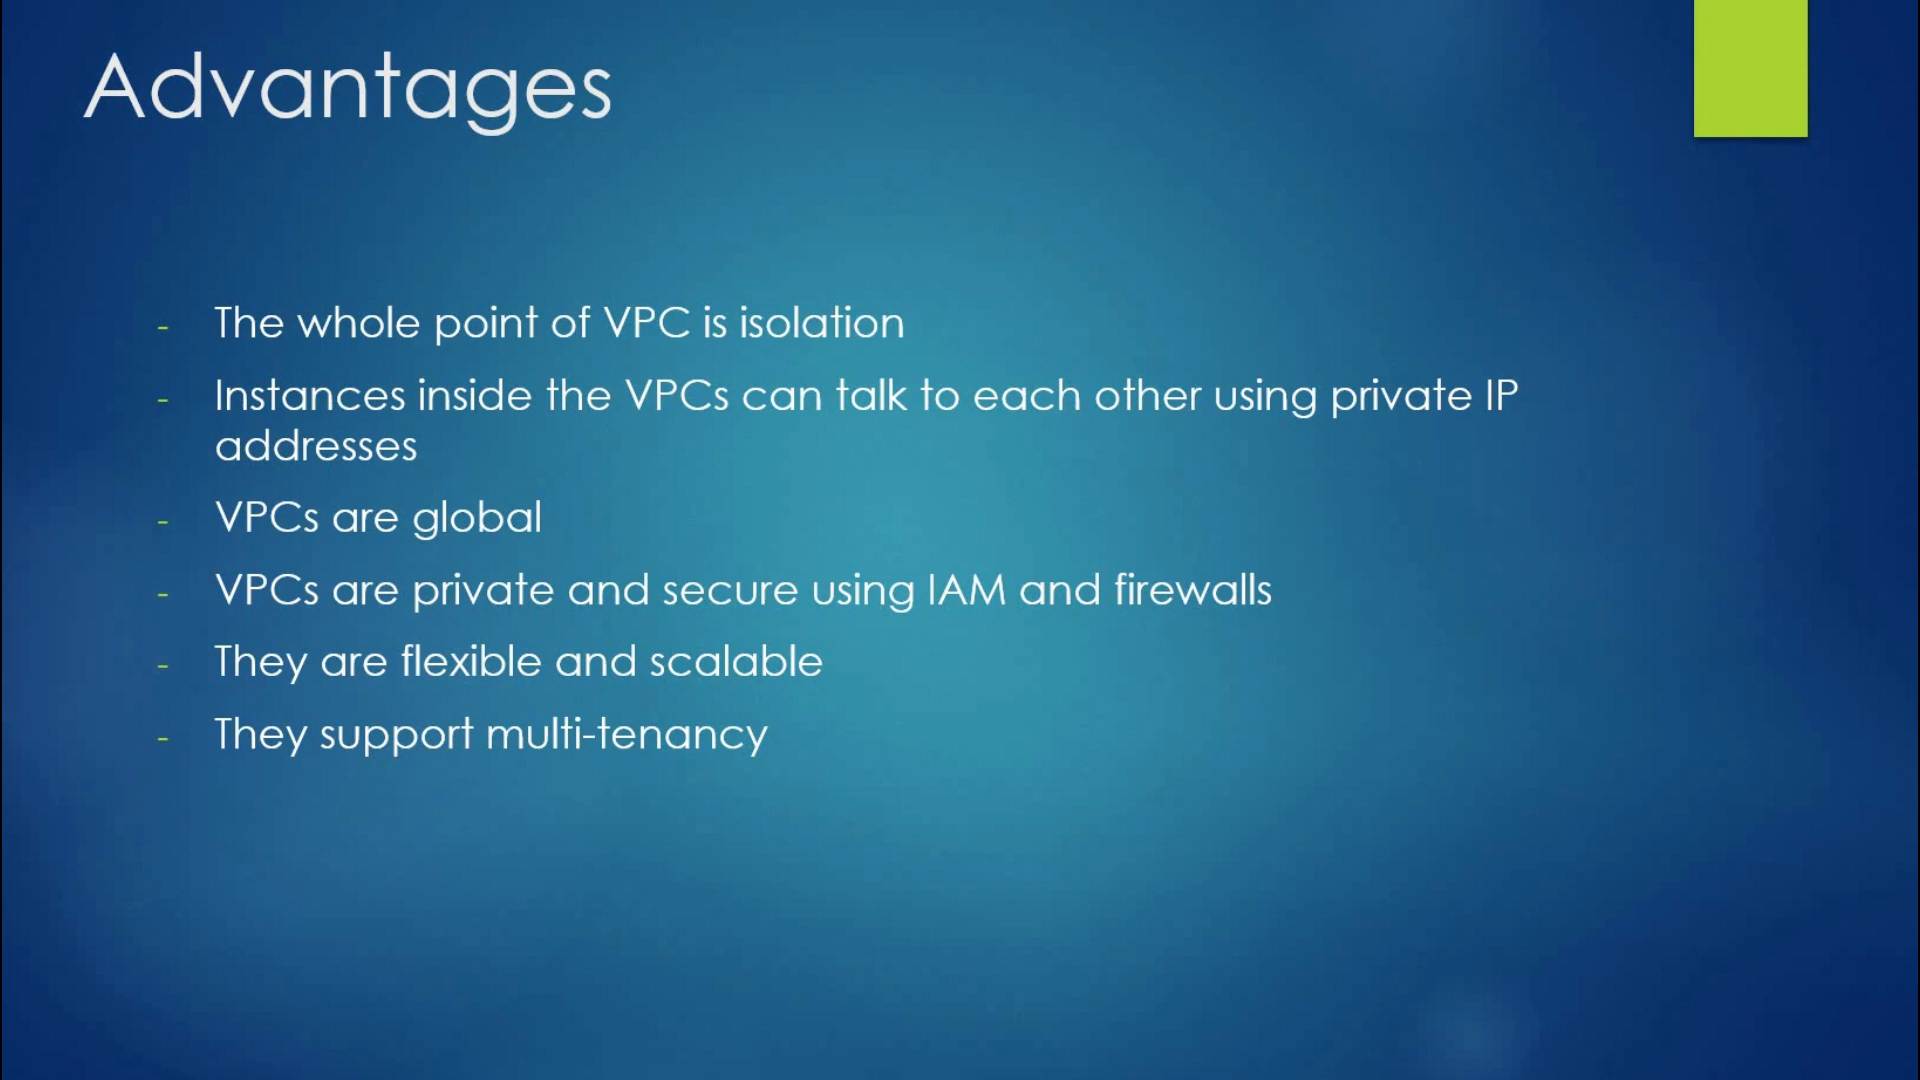 Advantages
- The whole point of VPC is isolation
- Instances inside the VPCs can talk to each other using private IP
addresses
- VPCs are global
- VPCs are private and secure using IAM and firewalls
- They are flexible and scalable
- They support multi-tenancy